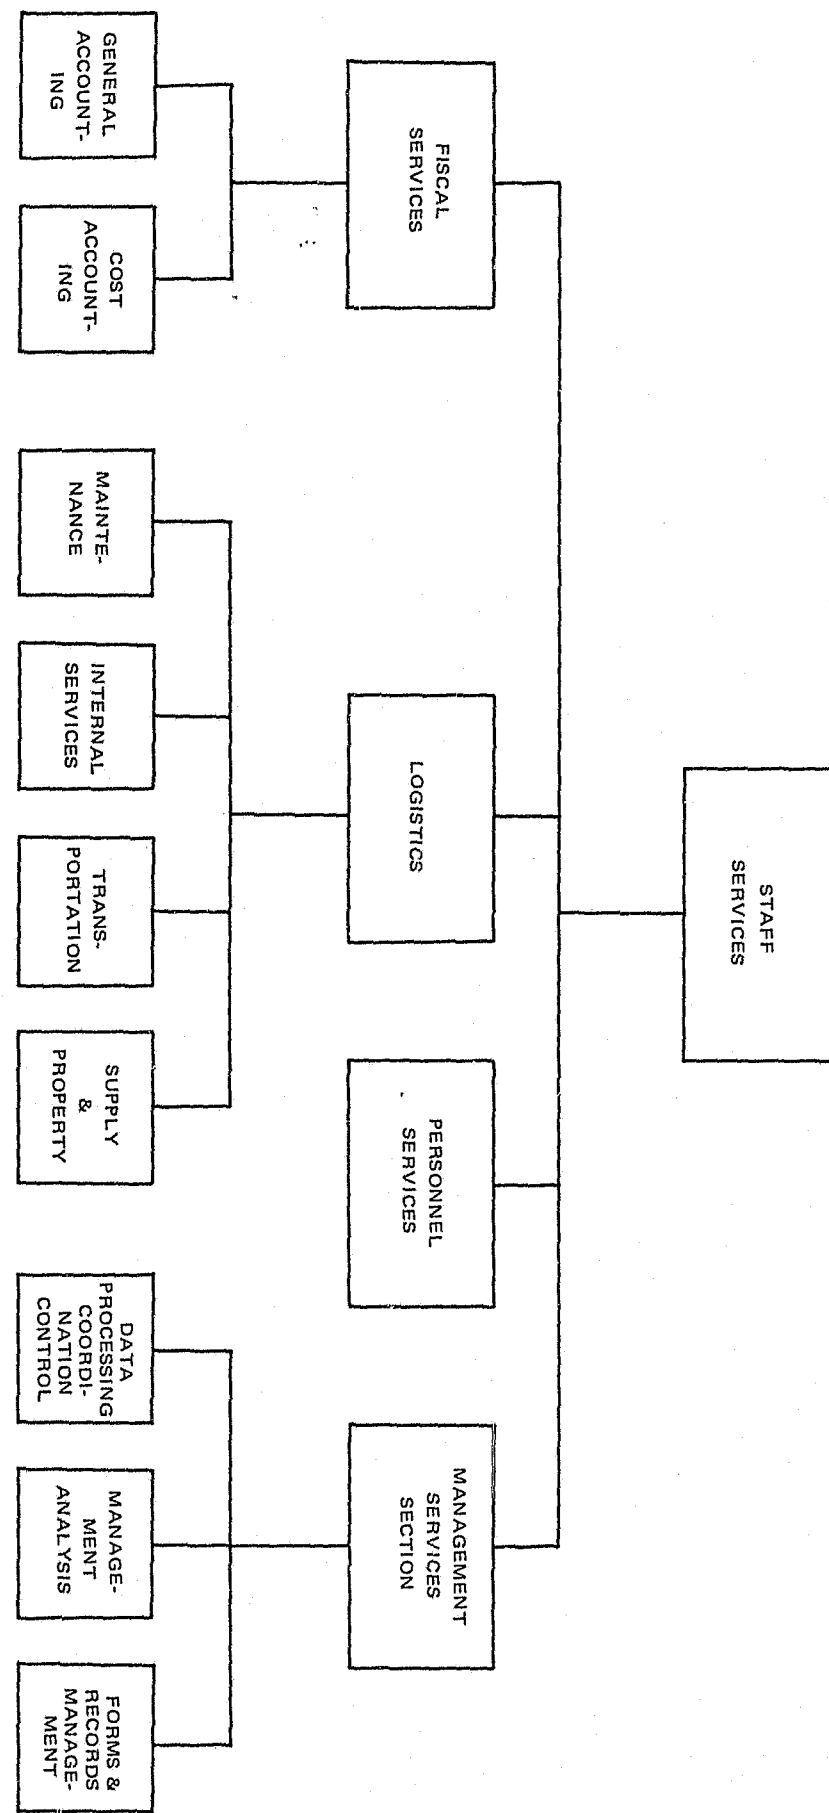 STAFF
SERVICES
FISCAL
SERVICES
LOGISTICS
PERSONNEL
SERVICES
MANAGEMENT
SERVICES
SECTION
GENERAL
ACCOUNT-
ING
COST
ACCOUNT-
ING
MAINTE-
NANCE
INTERNAL
SERVICES
TRANS-
PORTATION
SUPPLY
&
PROPERTY
DATA
PROCESSING
COORDI-
NATION
CONTROL
MANAGE-
MENT
ANALYSIS
FORMS &
RECORDS
MANAGE-
MENT